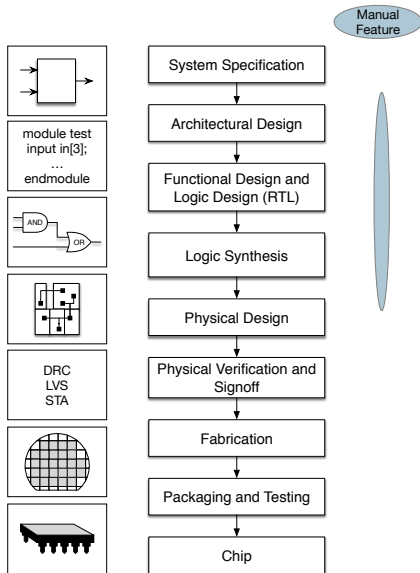 Manual
Feature
System Specification
Architectural Design
module test
input in[3];
...
endmodule
Functional Design and
Logic Design (RTL)
AND
OR
Logic Synthesis
Physical Design
DRC
LVS
STA
Physical Verification and
Signoff
Fabrication
Packaging and Testing
Chip